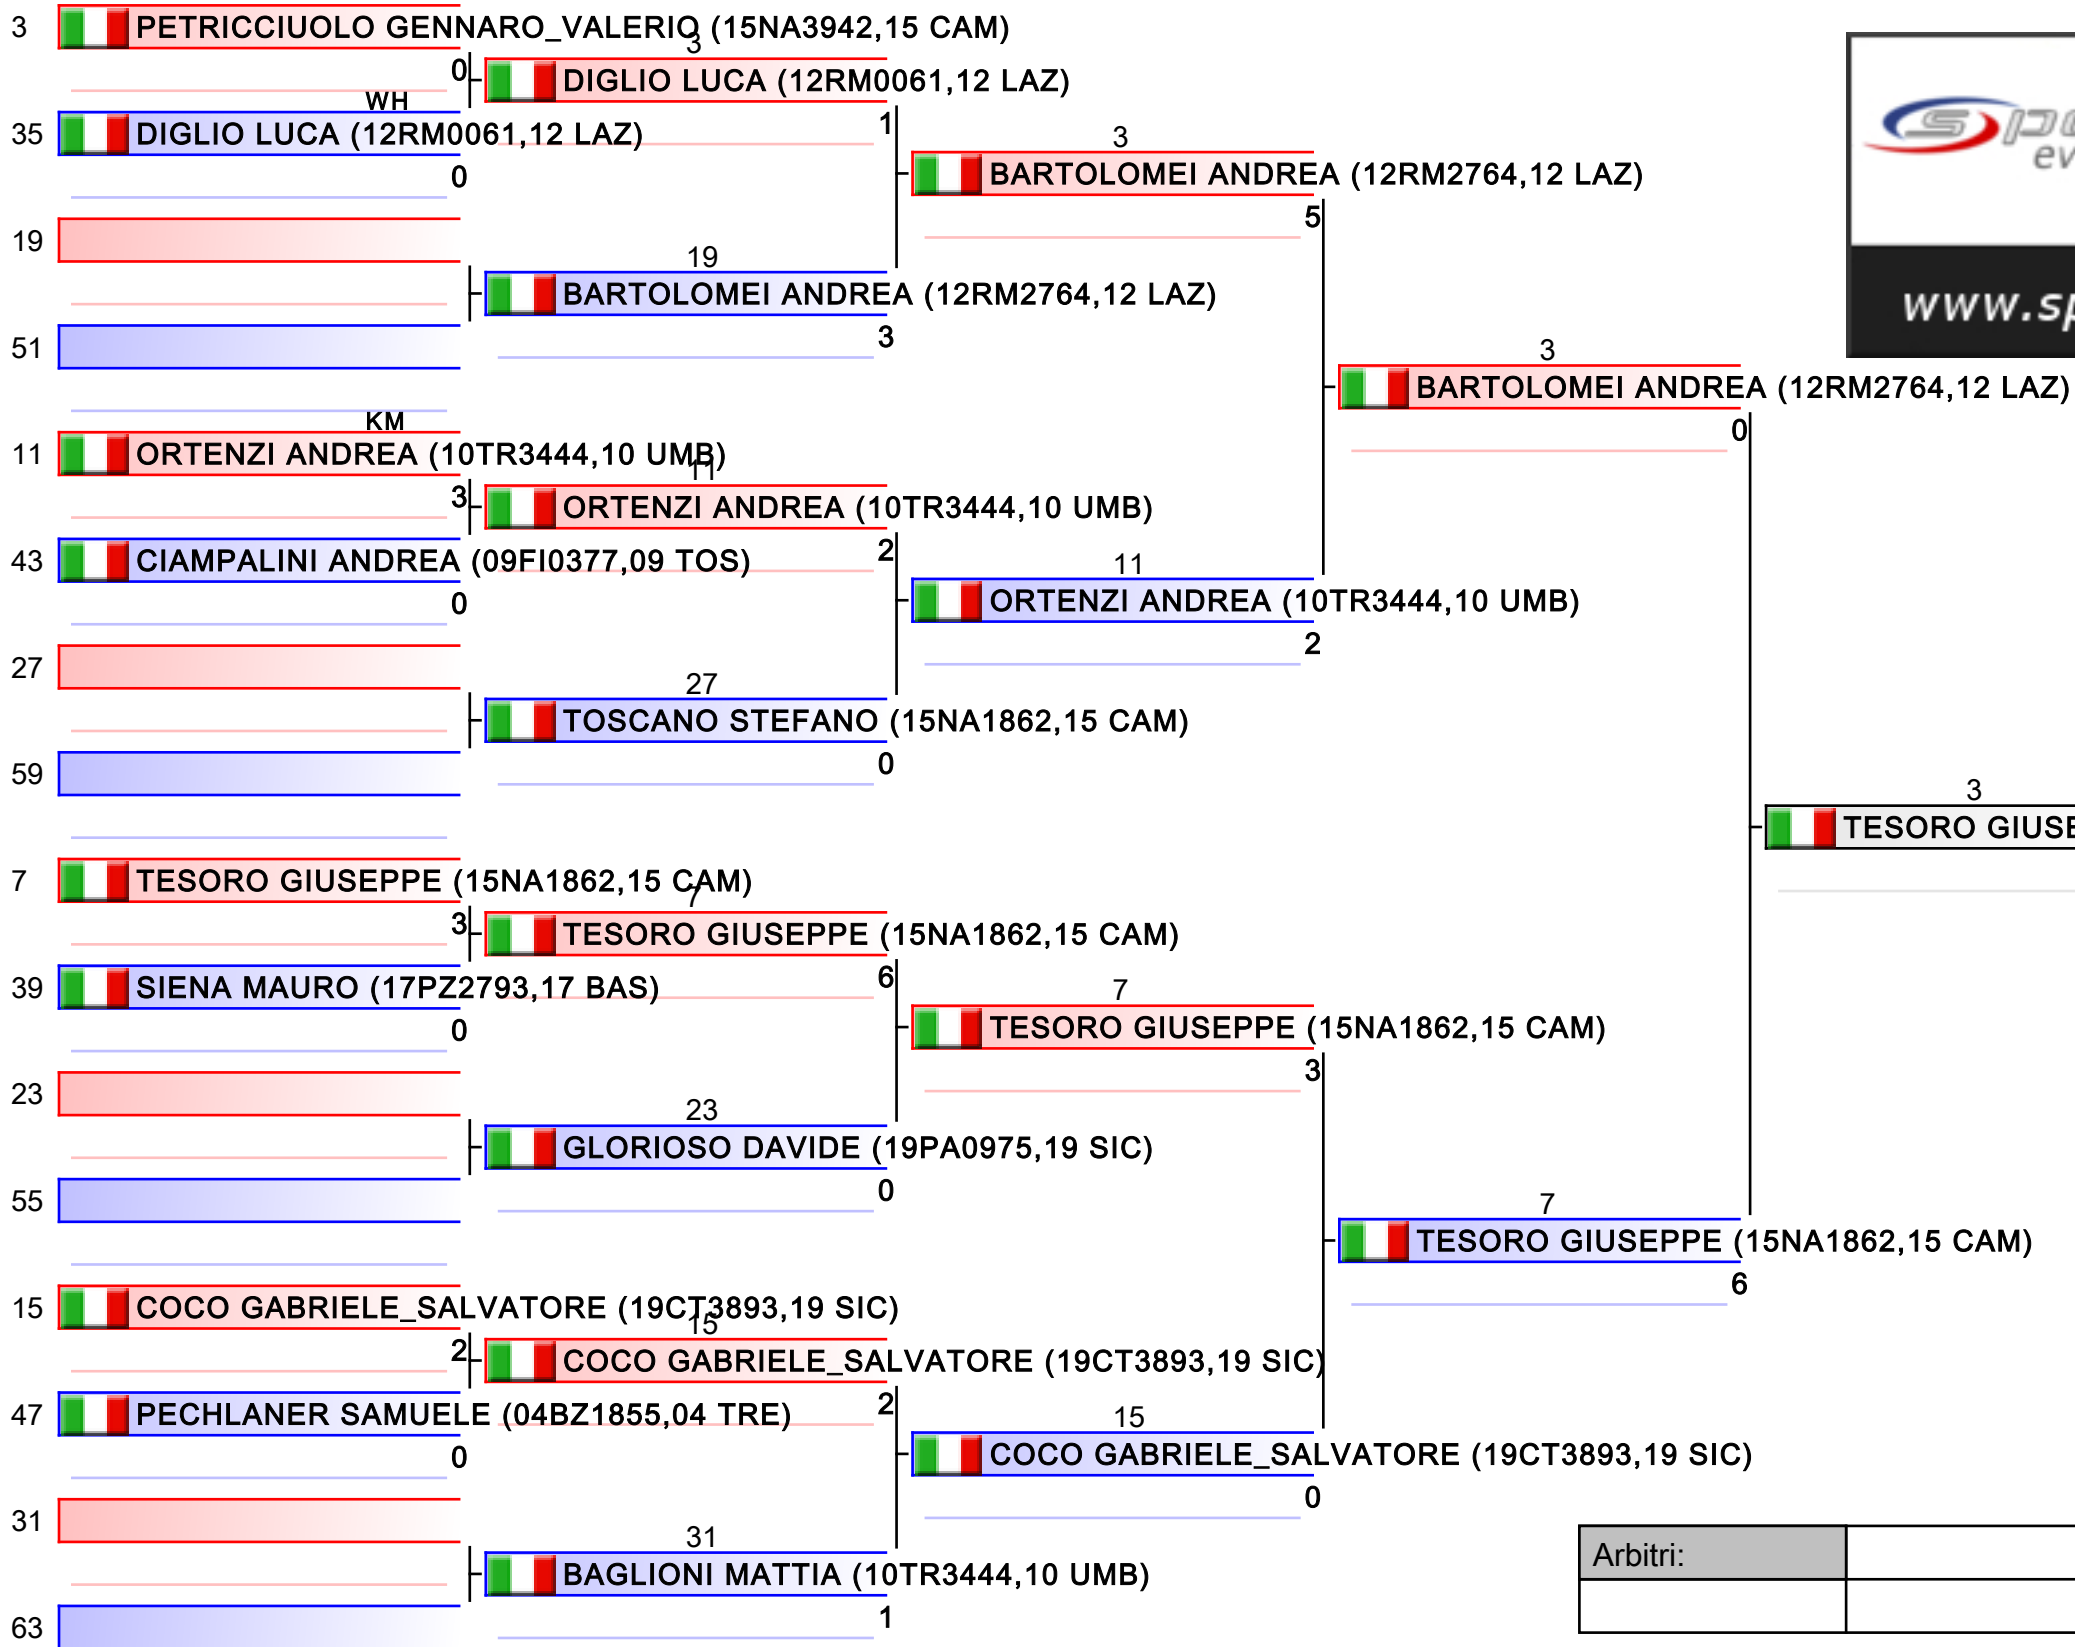 3 PETRICCIUOLO GENNARO_VALERIO (15NA3942,15 CAM)
3
0 DIGLIO LUCA (12RM0061,12 LAZ)
WH
1
35 DIGLIO LUCA (12RM0061,12 LAZ)
3
0
BARTOLOMEI ANDREA (12RM2764,12 LAZ)
5
19
19
BARTOLOMEI ANDREA (12RM2764,12 LAZ)
www.sp
3
51
3
BARTOLOMEI ANDREA (12RM2764,12 LAZ)
KM
0
11 ORTENZI ANDREA (10TR3444,10 UMB)
11
3 ORTENZI ANDREA (10TR3444,10 UMB)
2
43 CIAMPALINI ANDREA (09FI0377,09 TOS)
11
0
ORTENZI ANDREA (10TR3444,10 UMB)
2
27
27
TOSCANO STEFANO (15NA1862,15 CAM)
0
59
3
TESORO GIUSE
7 TESORO GIUSEPPE (15NA1862,15 CAM)
7
3 TESORO GIUSEPPE (15NA1862,15 CAM)
6
39 SIENA MAURO (17PZ2793,17 BAS)
7
0
TESORO GIUSEPPE (15NA1862,15 CAM)
3
23
23
GLORIOSO DAVIDE (19PA0975,19 SIC)
0
55
7
TESORO GIUSEPPE (15NA1862,15 CAM)
6
15 COCO GABRIELE_SALVATORE (19CT3893,19 SIC)
15
2 COCO GABRIELE_SALVATORE (19CT3893,19 SIC)
2
47 PECHLANER SAMUELE (04BZ1855,04 TRE)
15
0
COCO GABRIELE_SALVATORE (19CT3893,19 SIC)
0
31
31
BAGLIONI MATTIA (10TR3444,10 UMB)
1
63
Arbitri: